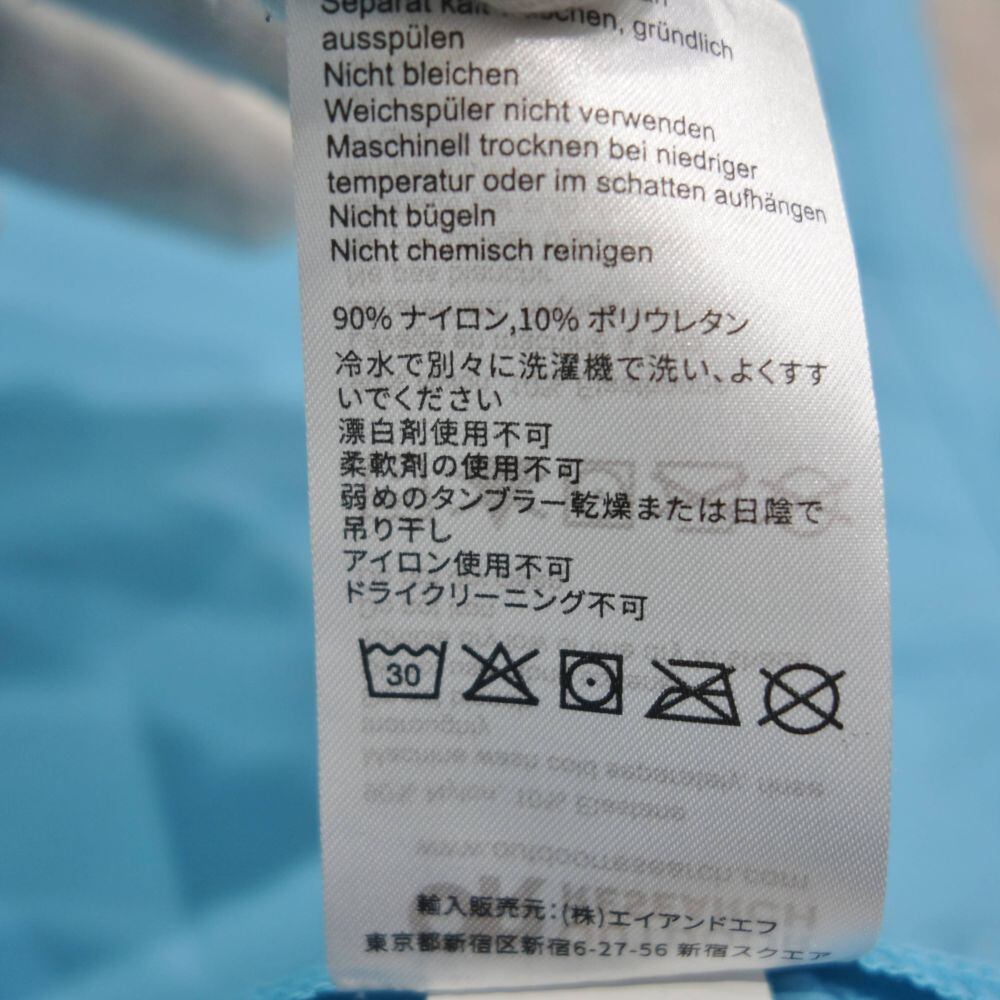 Separat kalt waschen, gründlich
ausspülen
Nicht bleichen
Weichspüler nicht verwenden
Maschinell trocknen bei niedriger
temperatur oder im schatten aufhängen
Nicht bügeln
Nicht chemisch reinigen
90% ナイロン,10% ポリウレタン
冷水で別々に洗濯機で洗い、よくすす
いでください
漂白剤使用不可
柔軟剤の使用不可
弱めのタンブラー乾燥または日陰で
吊り干し
アイロン使用不可
ドライクリーニング不可
30
輸入販売元:(株)エイアンドエフ
東京都新宿区新宿6-27-56 新宿スクエア